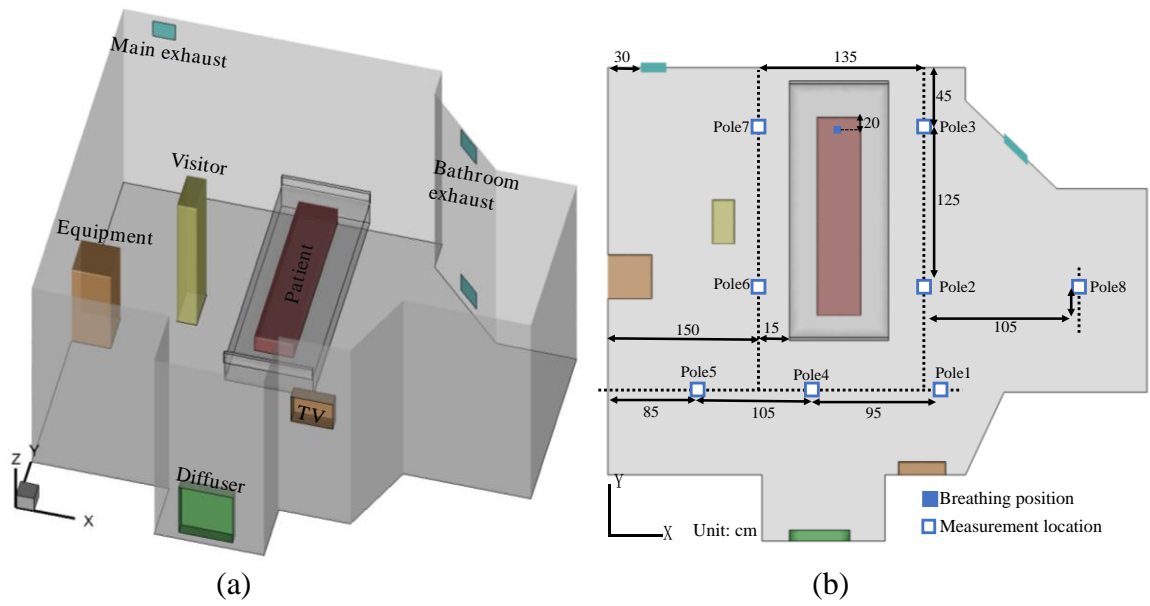 Main exhaust
Visitor
Bathroom
exhaust
Equipment
Patient
TV
Diffuser
Z
Y
X
(a)
30
135
45
Pole7
20
Pole3
125
Pole6
Pole2
Pole8
150
15
105
Pole5
Pole4
Pole1
85
105
95
Y
X
Unit: cm
Breathing position
Measurement location
(b)